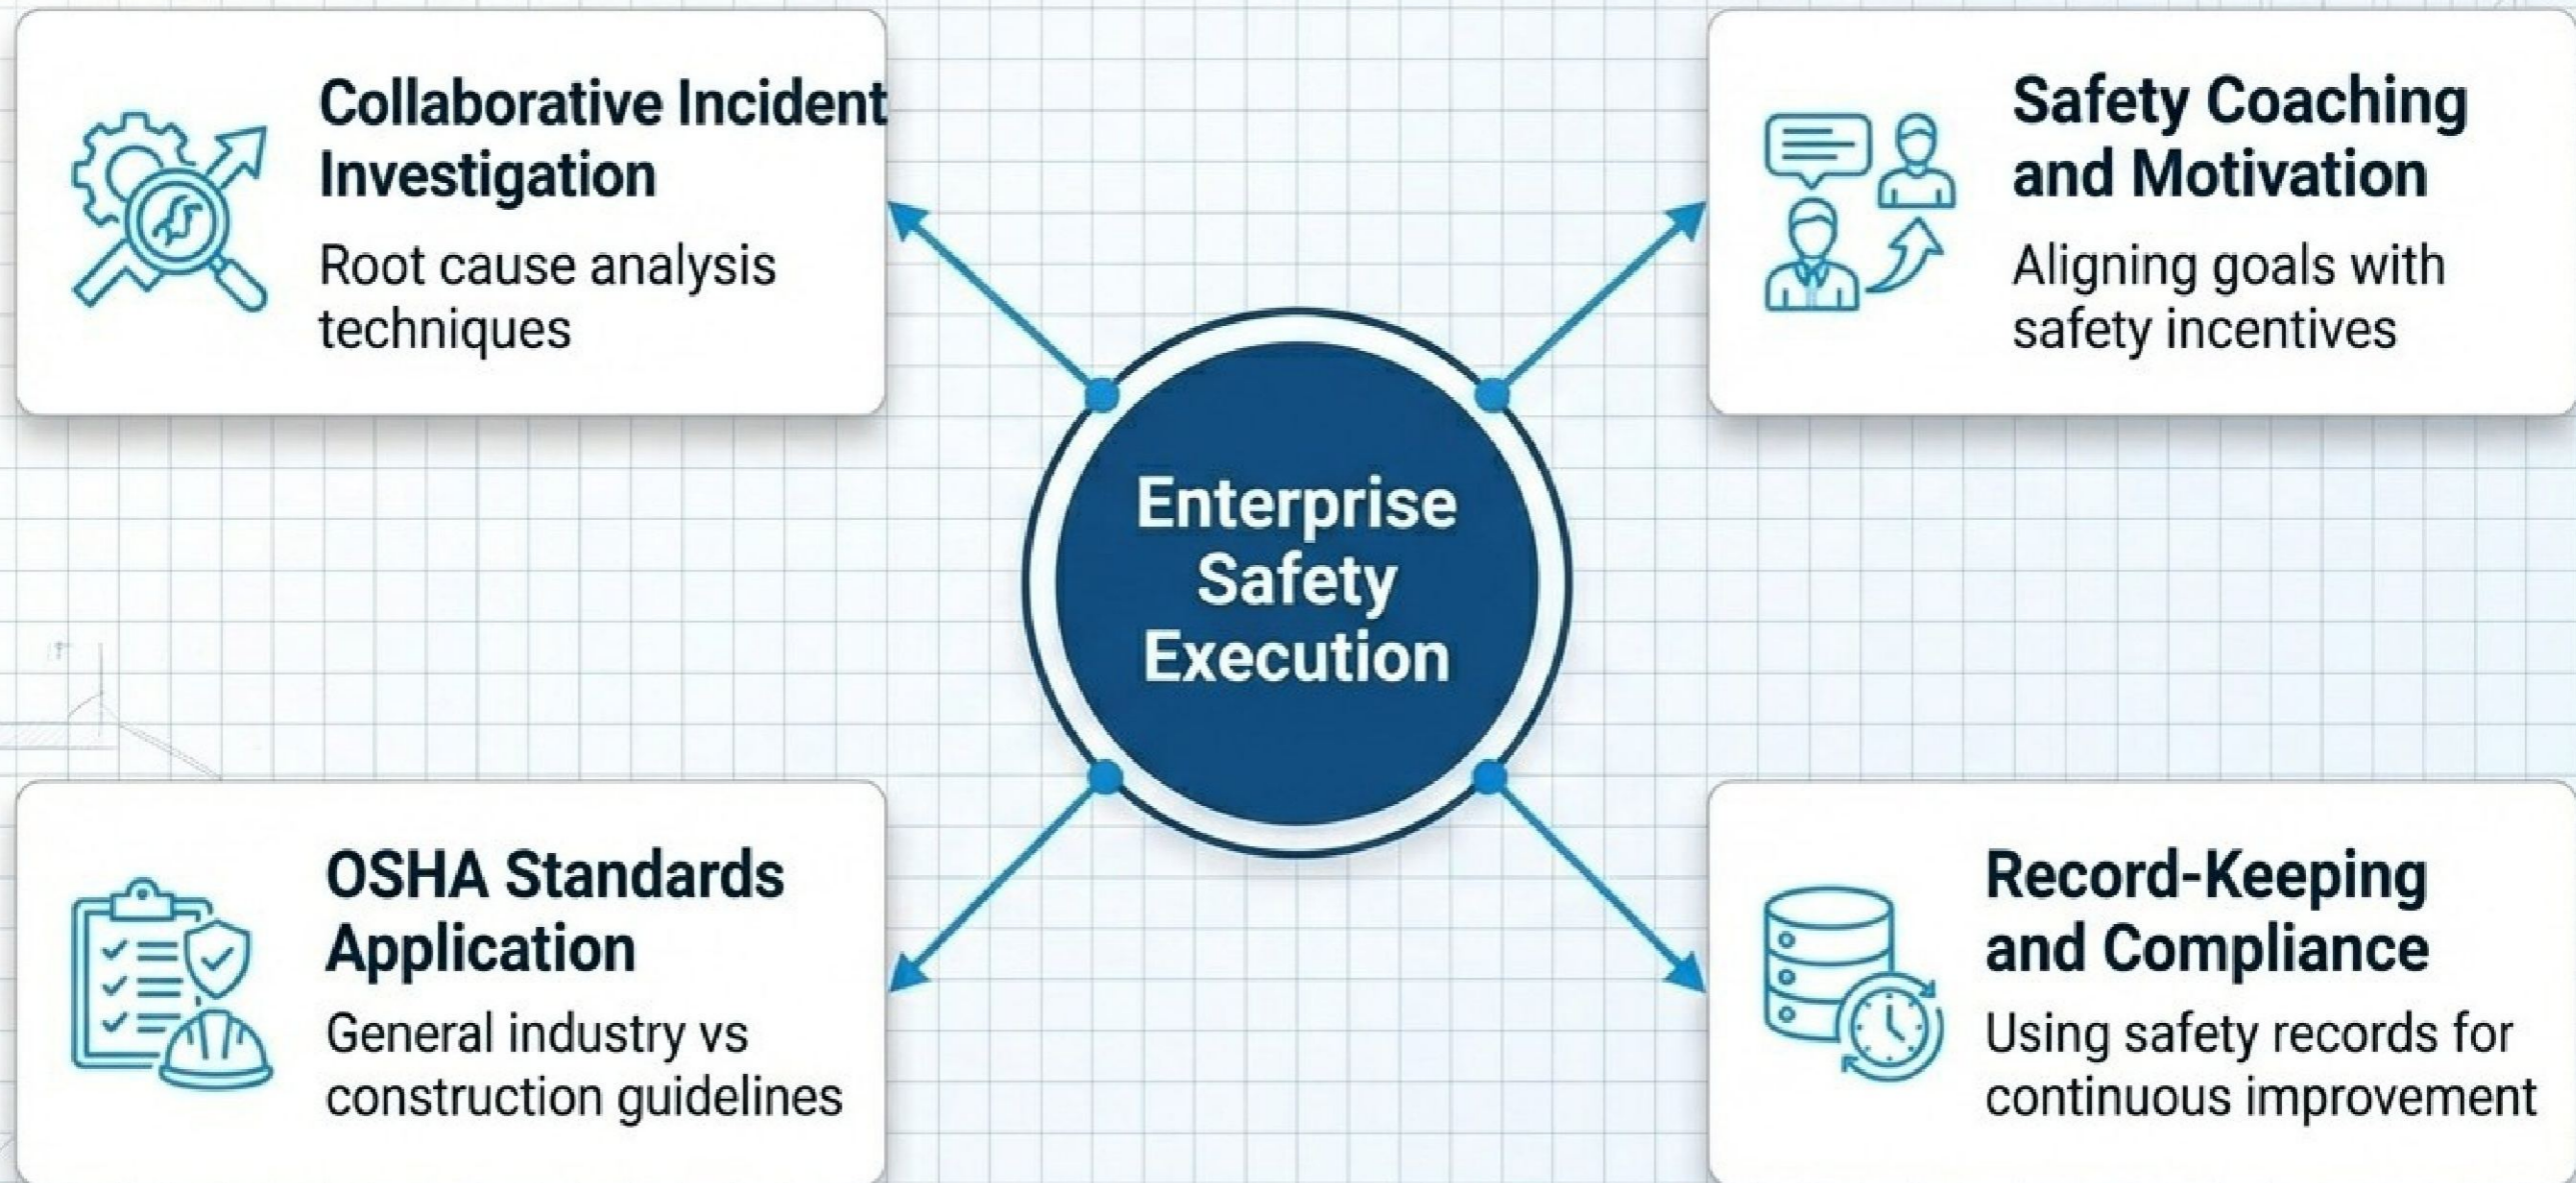 Collaborative Incident
Investigation
Root cause analysis
techniques
Safety Coaching
and Motivation
Aligning goals with
safety incentives
Enterprise
Safety
Execution
OSHA Standards
Application
General industry vs
construction guidelines
Record-Keeping
and Compliance
Using safety records for
continuous improvement